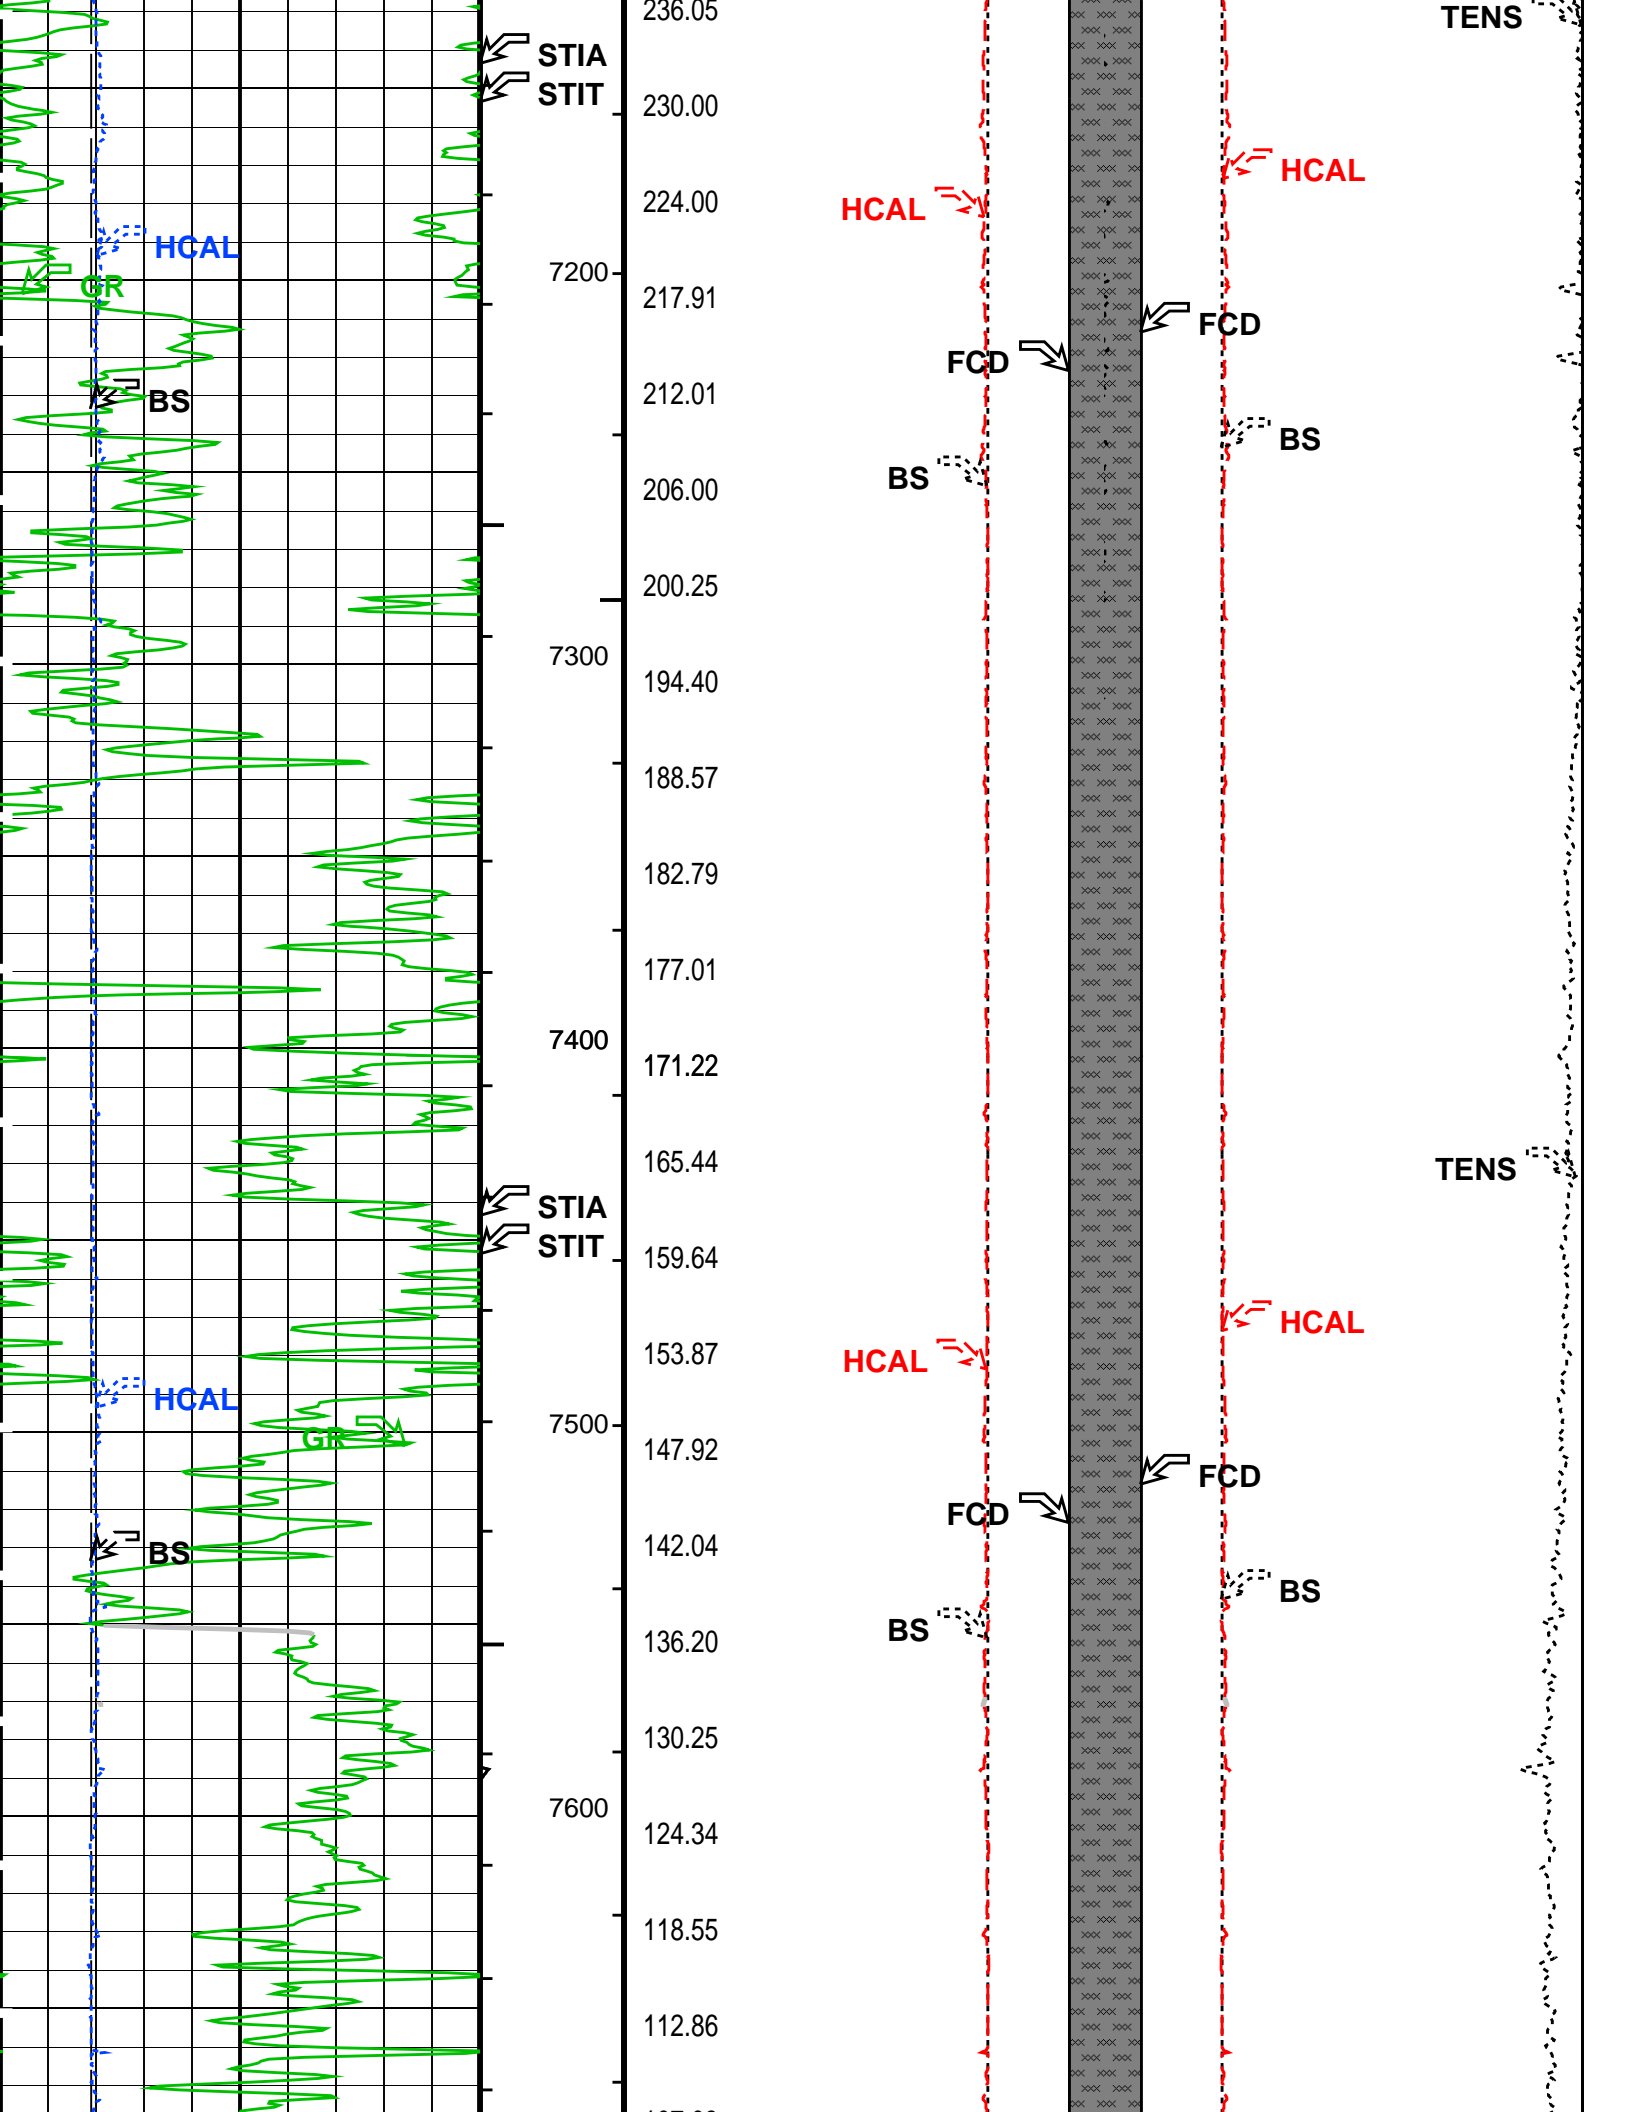 236.05
TENS
STIA
STIT
230.00
HCAL
224.00
HCAL
HCAL
7200
GR
217.91
FCD
FCD
212.01
BS
BS
BS
206.00
200.25
7300
194.40
188.57
182.79
177.01
7400
171.22
165.44
TENS
STIA
STIT
159.64
HCAL
153.87
HCAL
HCAL
7500
GR
147.92
FCD
FCD
142.04
BS
BS
BS
136.20
130.25
7600
124.34
118.55
112.86